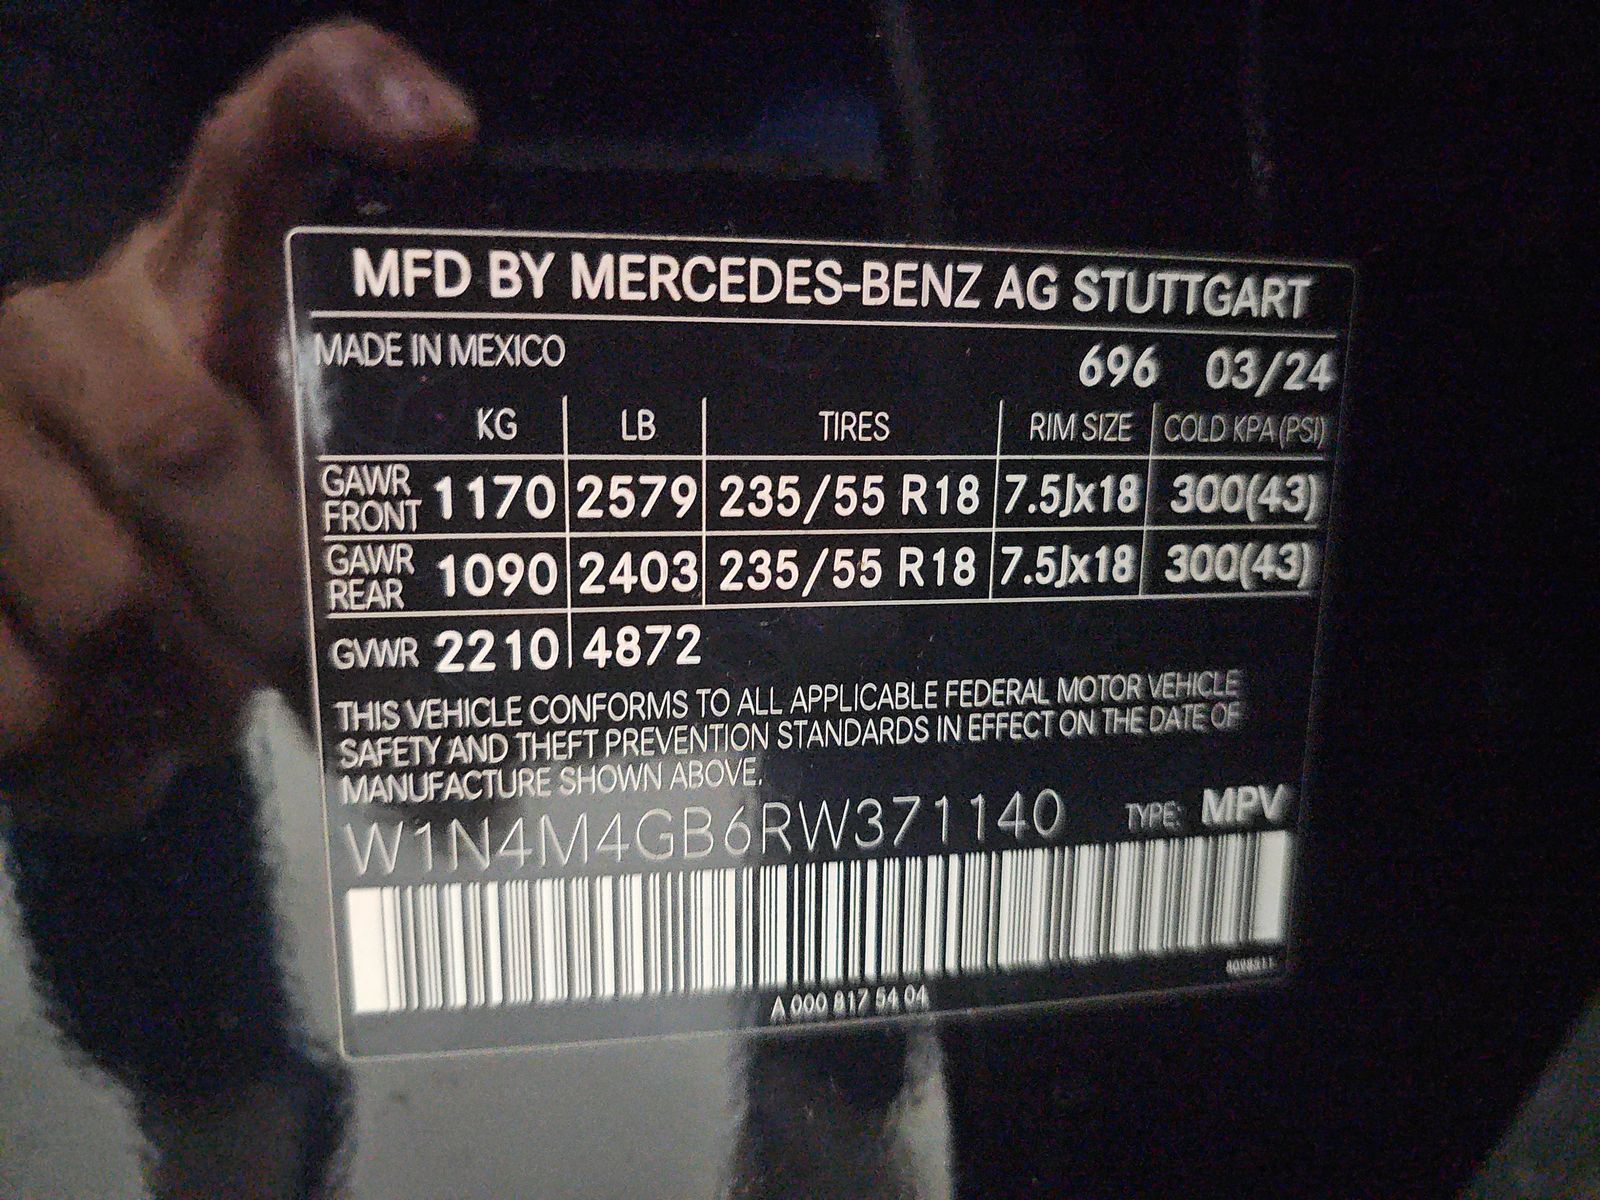 MFD BY MERCEDES-BENZ AG STUTTGART
MADE IN MEXICO 696 03/24
KG LB TIRES RIM SIZE COLD KPA (PSI)
GAWR FRONT 1170 2579 235/55 R18 7.5Jx18 300(43)
GAWR REAR 1090 2403 235/55 R18 7.5Jx18 300(43)
GVWR 2210 4872
THIS VEHICLE CONFORMS TO ALL APPLICABLE FEDERAL MOTOR VEHICLE
SAFETY AND THEFT PREVENTION STANDARDS IN EFFECT ON THE DATE OF
MANUFACTURE SHOWN ABOVE.
W1N4M4GB6RW371140 TYPE: MPV
A 000 817 54 04